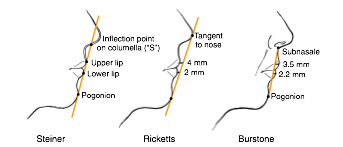 Inflection point
on columella ("S")
Upper lip
Lower lip
Pogonion
Steiner
Tangent
to nose
4 mm
2 mm
Ricketts
Subnasale
3.5 mm
2.2 mm
Pogonion
Burstone